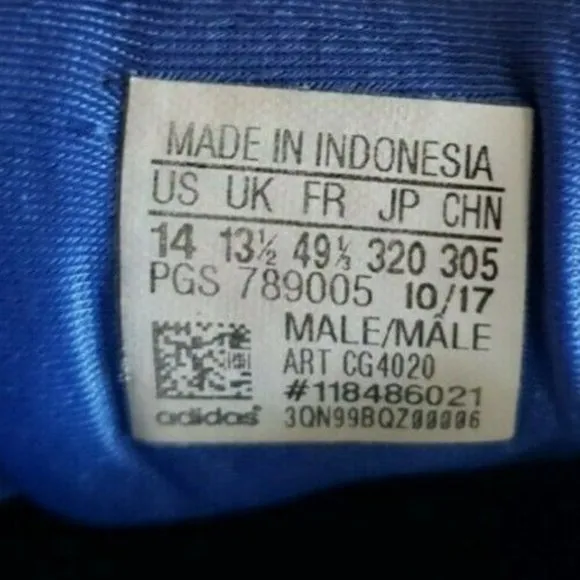 MADE IN INDONESIA
US UK FR JP CHN
14 13½ 49⅓ 320 305
PGS 789005 10/17
MALE/MÂLE
ART CG4020
#118486021
adidas 3QN99BQZ00006